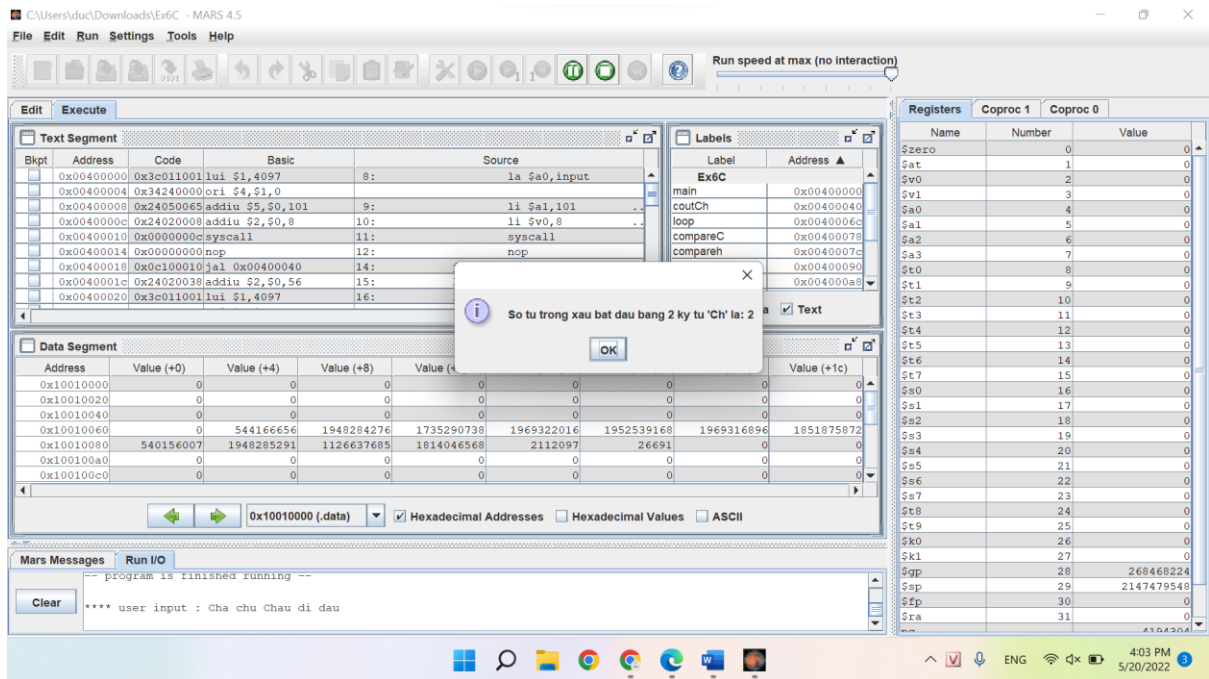 C:\Users\duc\Downloads\Ex6C - MARS 4.5
File Edit Run Settings Tools Help
Run speed at max (no interaction)
Edit Execute
Text Segment
Bkpt Address Code Basic Source
0x00400000 0x3c011001 lui $1,4097 8: la $a0,input
0x00400004 0x34240000 ori $4,$1,0
0x00400008 0x24050065 addiu $5,$0,101 9: li $a1,101 ..
0x0040000c 0x24020008 addiu $2,$0,8 10: li $v0,8 ..
0x00400010 0x0000000c syscall 11: syscall
0x00400014 0x00000000 nop 12: nop
0x00400018 0x0c100010 jal 0x00400040 14:
0x0040001c 0x24020038 addiu $2,$0,56 15:
0x00400020 0x3c011001 lui $1,4097 16:
Labels
Label Address ▲
Ex6C
main 0x00400000
coutCh 0x00400040
loop 0x0040006c
compareC 0x00400078
compareh 0x0040007c
0x00400090
0x004000a8
a Text
So tu trong xau bat dau bang 2 ky tu 'Ch' la: 2
OK
Data Segment
Address Value (+0) Value (+4) Value (+8) Value (+ Value (+1c)
0x10010000 0 0 0 0 0 0 0 0
0x10010020 0 0 0 0 0 0 0 0
0x10010040 0 0 0 0 0 0 0 0
0x10010060 0 544166656 1948284276 1735290738 1969322016 1952539168 1969316896 1851875872
0x10010080 540156007 1948285291 1126637685 1814046568 2112097 26691 0 0
0x100100a0 0 0 0 0 0 0 0 0
0x100100c0 0 0 0 0 0 0 0 0
0x10010000 (.data) Hexadecimal Addresses Hexadecimal Values ASCII
Mars Messages Run I/O
-- program is finished running --
Clear
**** user input : Cha chu Chau di dau
Registers Coproc 1 Coproc 0
Name Number Value
$zero 0 0
$at 1 0
$v0 2 0
$v1 3 0
$a0 4 0
$a1 5 0
$a2 6 0
$a3 7 0
$t0 8 0
$t1 9 0
$t2 10 0
$t3 11 0
$t4 12 0
$t5 13 0
$t6 14 0
$t7 15 0
$s0 16 0
$s1 17 0
$s2 18 0
$s3 19 0
$s4 20 0
$s5 21 0
$s6 22 0
$s7 23 0
$t8 24 0
$t9 25 0
$k0 26 0
$k1 27 0
$gp 28 268468224
$sp 29 2147479548
$fp 30 0
$ra 31 0
pc 4194304
ENG
4:03 PM
5/20/2022
3